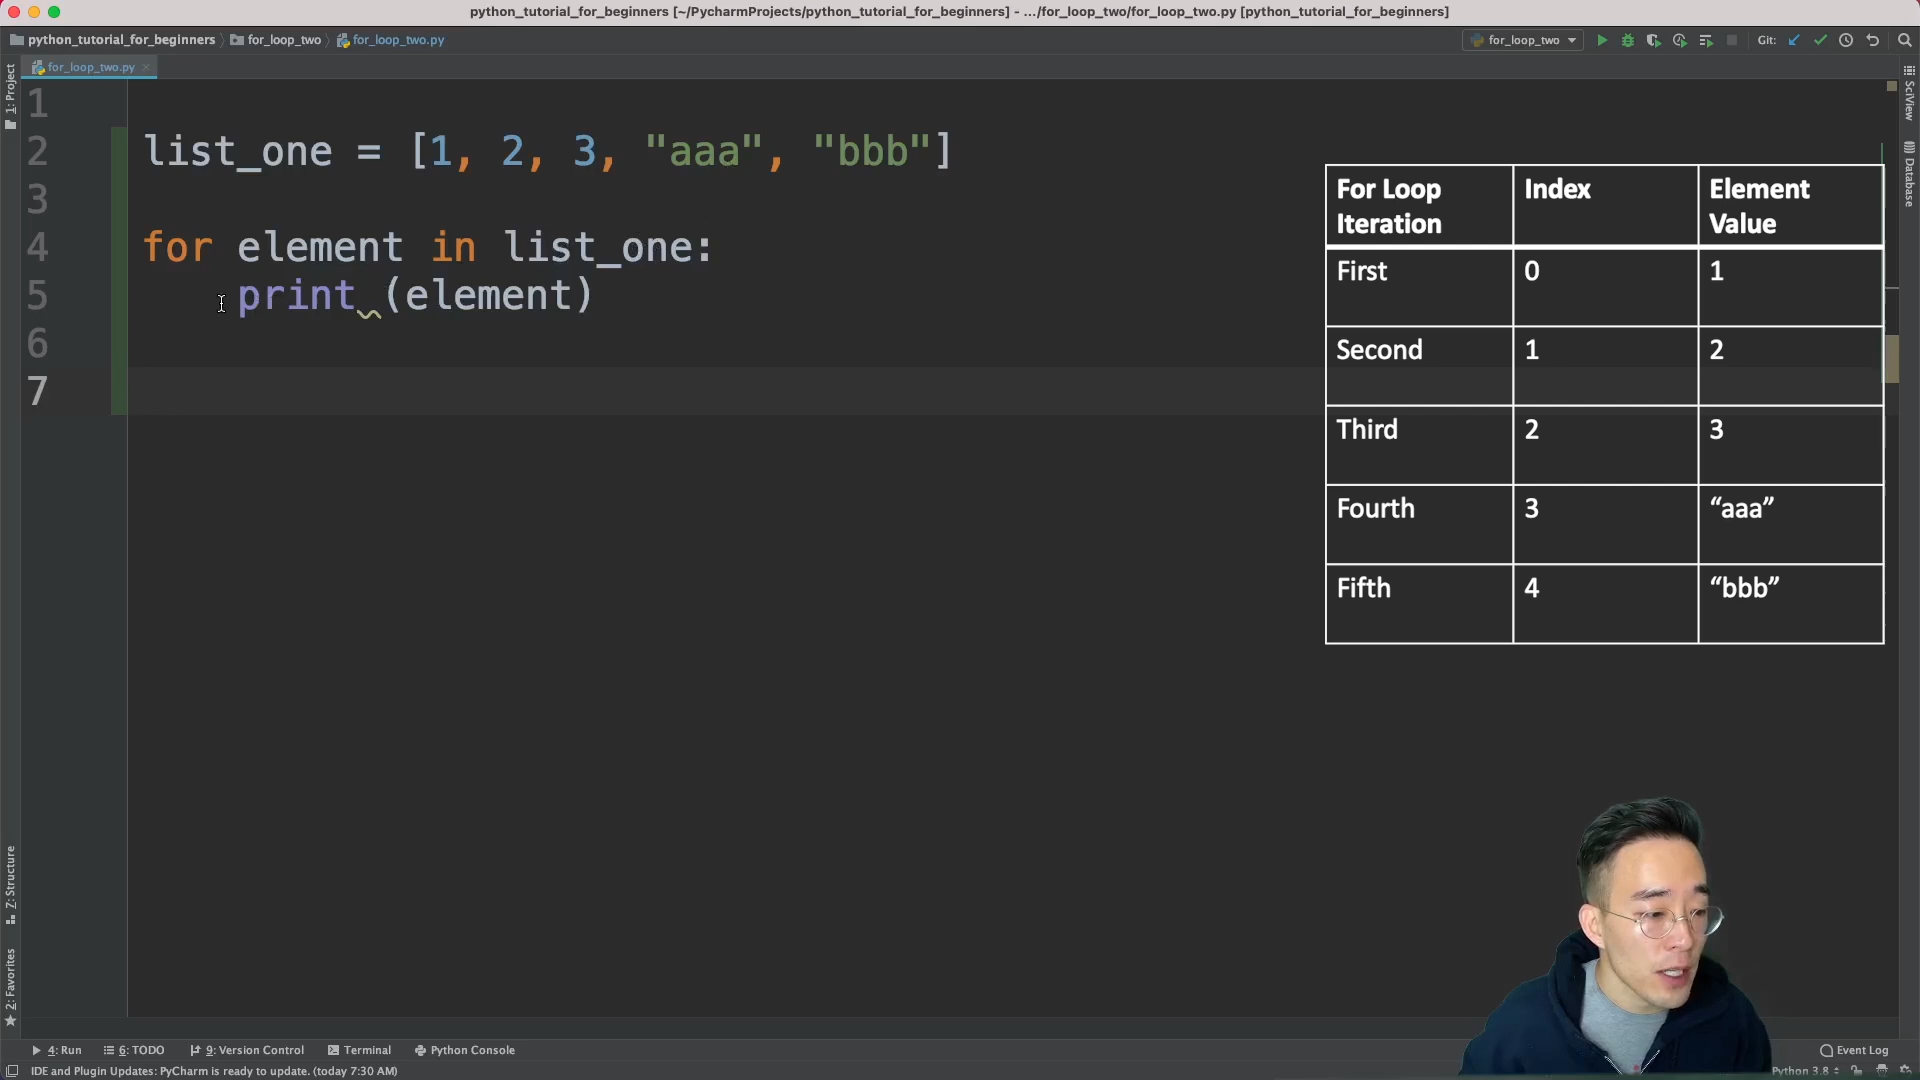 python_tutorial_for_beginners [~/PycharmProjects/python_tutorial_for_beginners] - .../for_loop_two/for_loop_two.py [python_tutorial_for_beginners]
python_tutorial_for_beginners for_loop_two for_loop_two.py for_loop_two Git:
for_loop_two.py
1: Project
SciView
Database
1
2 list_one = [1, 2, 3, "aaa", "bbb"]
3
4 for element in list_one:
5 print (element)
6
7
For Loop Iteration Index Element Value
First 0 1
Second 1 2
Third 2 3
Fourth 3 “aaa”
Fifth 4 “bbb”
Z: Structure
2: Favorites
4: Run 6: TODO 9: Version Control Terminal Python Console Event Log
IDE and Plugin Updates: PyCharm is ready to update. (today 7:30 AM) Python 3.8